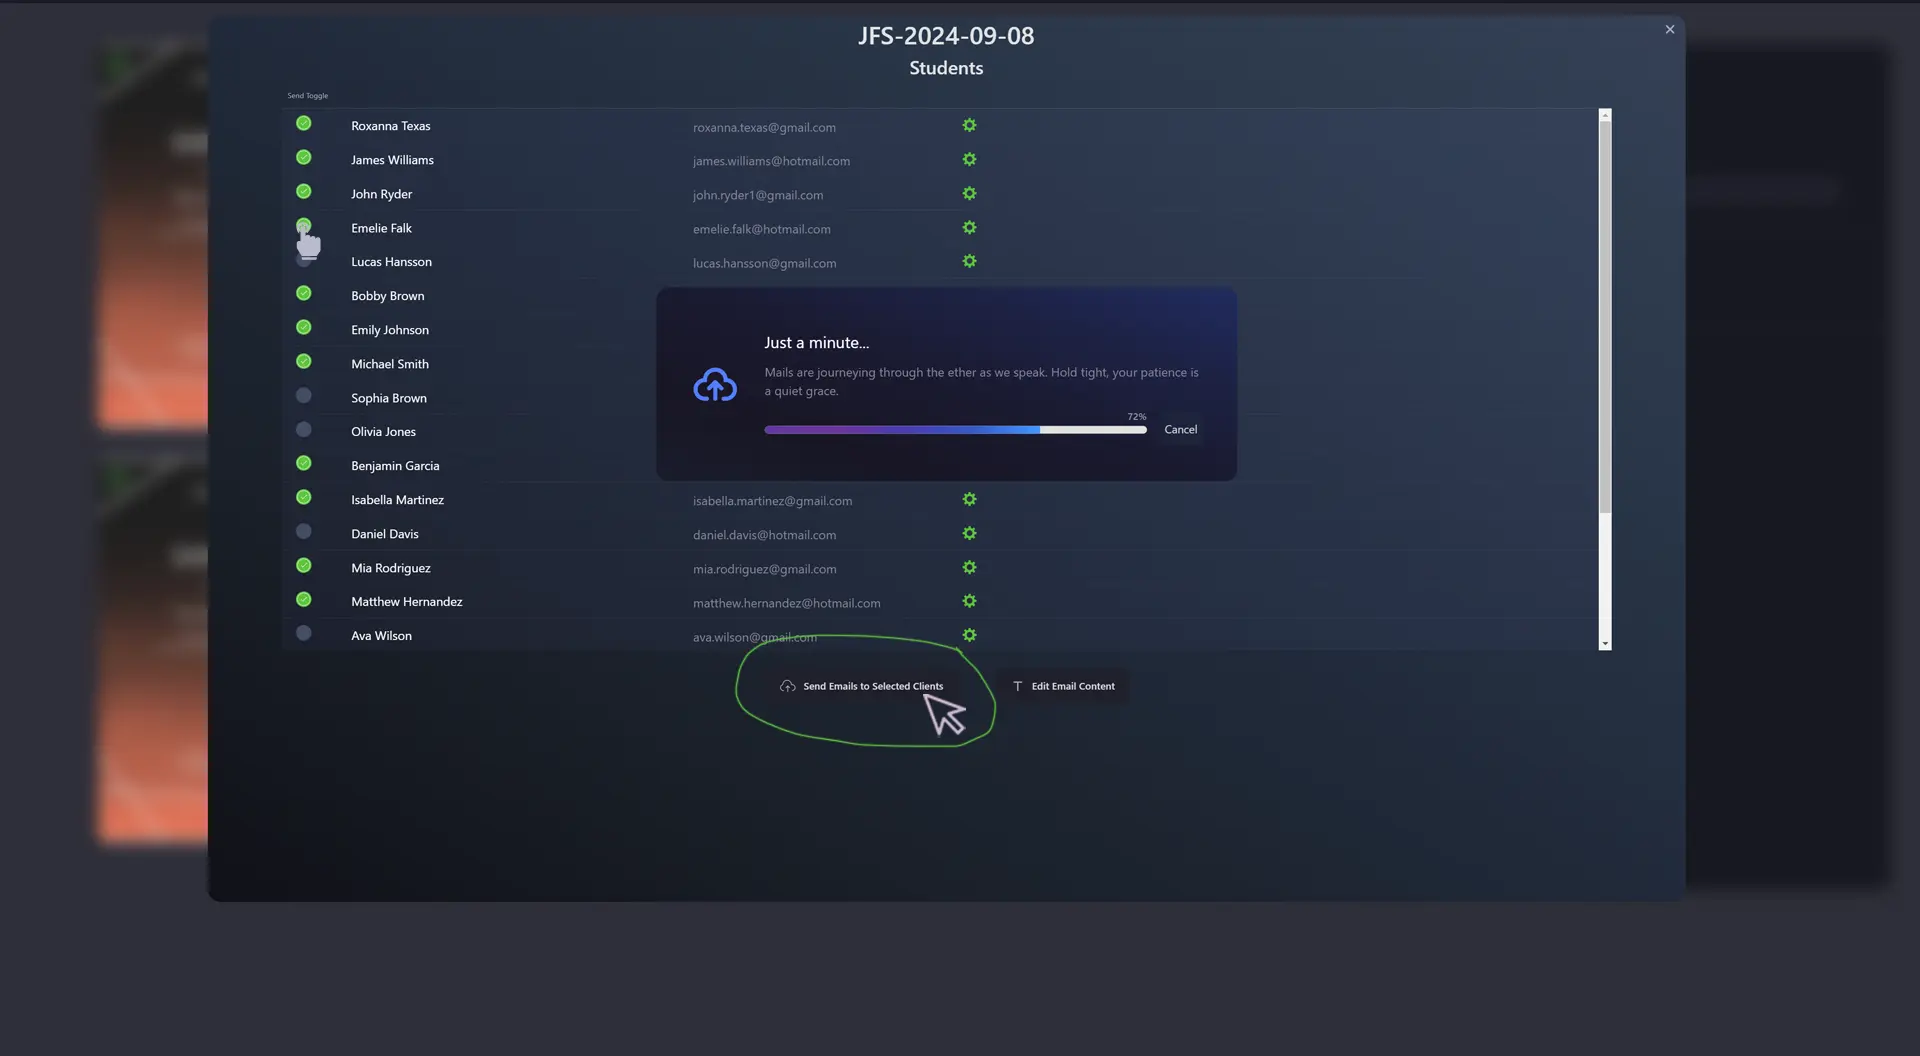 JFS-2024-09-08
Students
Send Toggle
Roxanna Texas roxanna.texas@gmail.com
James Williams james.williams@hotmail.com
John Ryder john.ryder1@gmail.com
Emelie Falk emelie.falk@hotmail.com
Lucas Hansson lucas.hansson@gmail.com
Bobby Brown
Emily Johnson
Michael Smith
Sophia Brown
Olivia Jones
Benjamin Garcia
Just a minute...
Mails are journeying through the ether as we speak. Hold tight, your patience is
a quiet grace.
72%
Cancel
Isabella Martinez isabella.martinez@gmail.com
Daniel Davis daniel.davis@hotmail.com
Mia Rodriguez mia.rodriguez@gmail.com
Matthew Hernandez matthew.hernandez@hotmail.com
Ava Wilson ava.wilson@gmail.com
Send Emails to Selected Clients
Edit Email Content